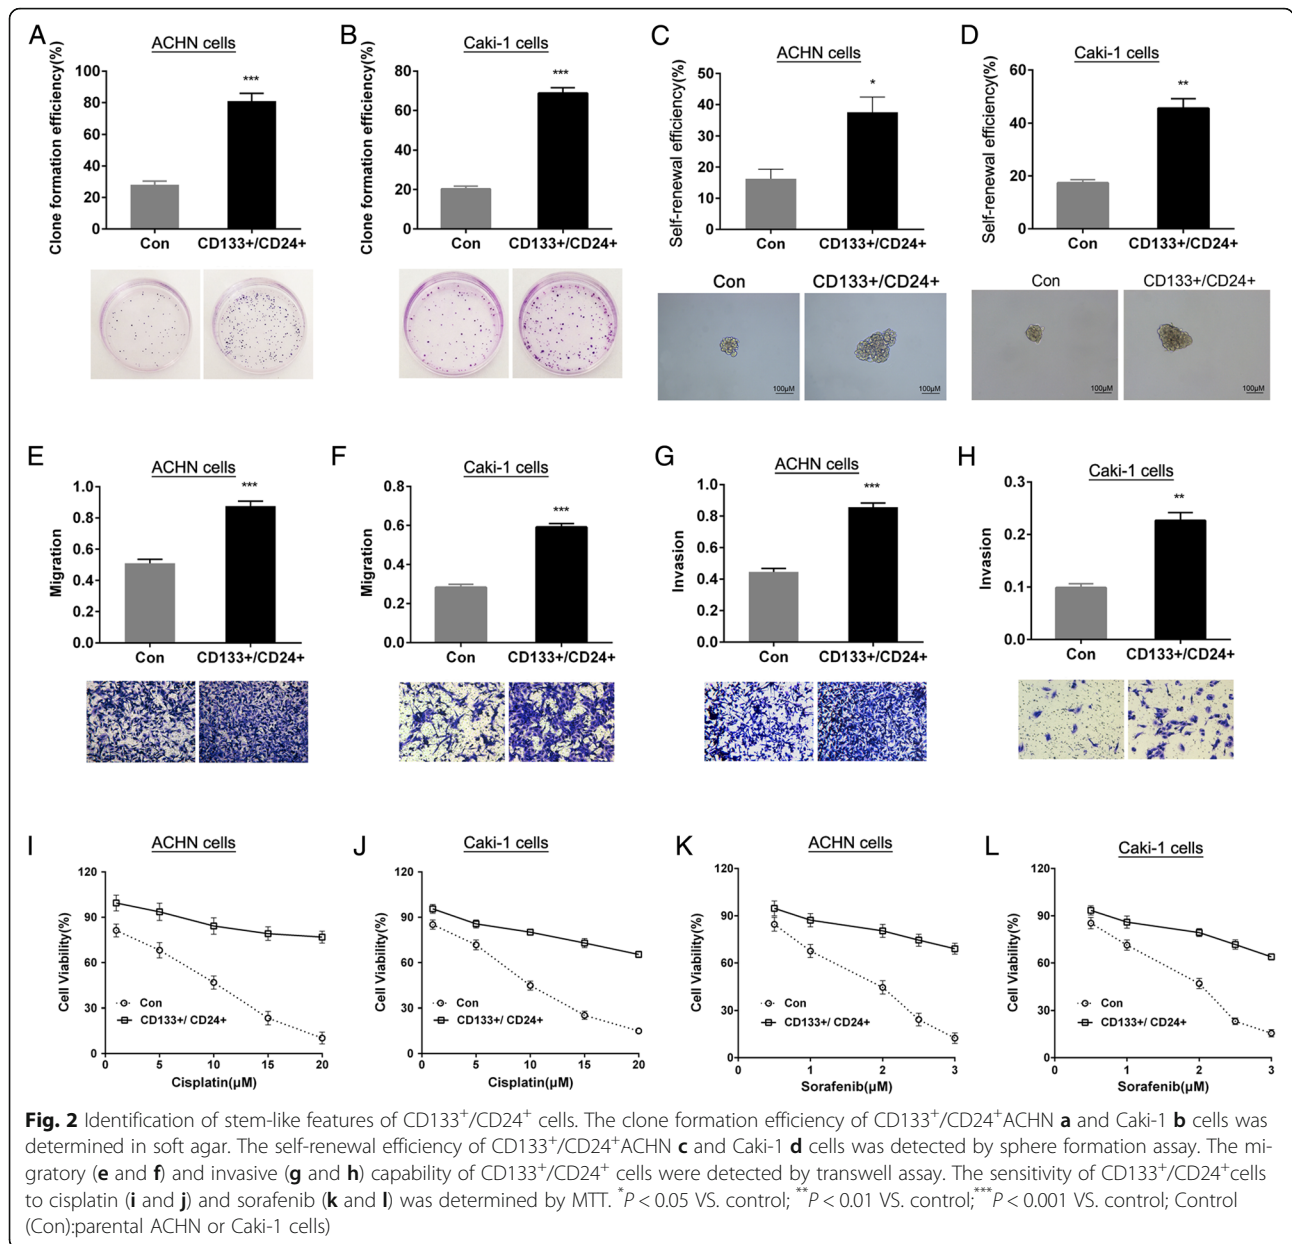 A
ACHN cells
Clone formation efficiency(%)
100
80
60
40
20
0
***
Con
CD133+/CD24+
B
Caki-1 cells
Clone formation efficiency(%)
80
60
40
20
0
***
Con
CD133+/CD24+
C
ACHN cells
Self-renewal efficiency(%)
50
40
30
20
10
0
*
Con
CD133+/CD24+
Con
CD133+/CD24+
100μM
100μM
D
Caki-1 cells
Self-renewal efficiency(%)
60
40
20
0
**
Con
CD133+/CD24+
Con
CD133+/CD24+
100μM
100μM
E
ACHN cells
Migration
1.0
0.8
0.6
0.4
0.2
0.0
***
Con
CD133+/CD24+
F
Caki-1 cells
Migration
0.8
0.6
0.4
0.2
0.0
***
Con
CD133+/CD24+
G
ACHN cells
Invasion
1.0
0.8
0.6
0.4
0.2
0.0
***
Con
CD133+/CD24+
H
Caki-1 cells
Invasion
0.3
0.2
0.1
0.0
**
Con
CD133+/CD24+
I
ACHN cells
Cell Viability(%)
120
90
60
30
0
Con
CD133+/ CD24+
0 5 10 15 20
Cisplatin(μM)
J
Caki-1 cells
Cell Viability(%)
120
90
60
30
0
Con
CD133+/ CD24+
0 5 10 15 20
Cisplatin(μM)
K
ACHN cells
Cell Viability(%)
120
90
60
30
0
Con
CD133+/ CD24+
0 1 2 3
Sorafenib(μM)
L
Caki-1 cells
Cell Viability(%)
120
90
60
30
0
Con
CD133+/ CD24+
0 1 2 3
Sorafenib(μM)
Fig. 2 Identification of stem-like features of CD133⁺/CD24⁺ cells. The clone formation efficiency of CD133⁺/CD24⁺ACHN a and Caki-1 b cells was
determined in soft agar. The self-renewal efficiency of CD133⁺/CD24⁺ACHN c and Caki-1 d cells was detected by sphere formation assay. The mi-
gratory (e and f) and invasive (g and h) capability of CD133⁺/CD24⁺ cells were detected by transwell assay. The sensitivity of CD133⁺/CD24⁺cells
to cisplatin (i and j) and sorafenib (k and l) was determined by MTT. *P < 0.05 VS. control; **P < 0.01 VS. control;***P < 0.001 VS. control; Control
(Con):parental ACHN or Caki-1 cells)